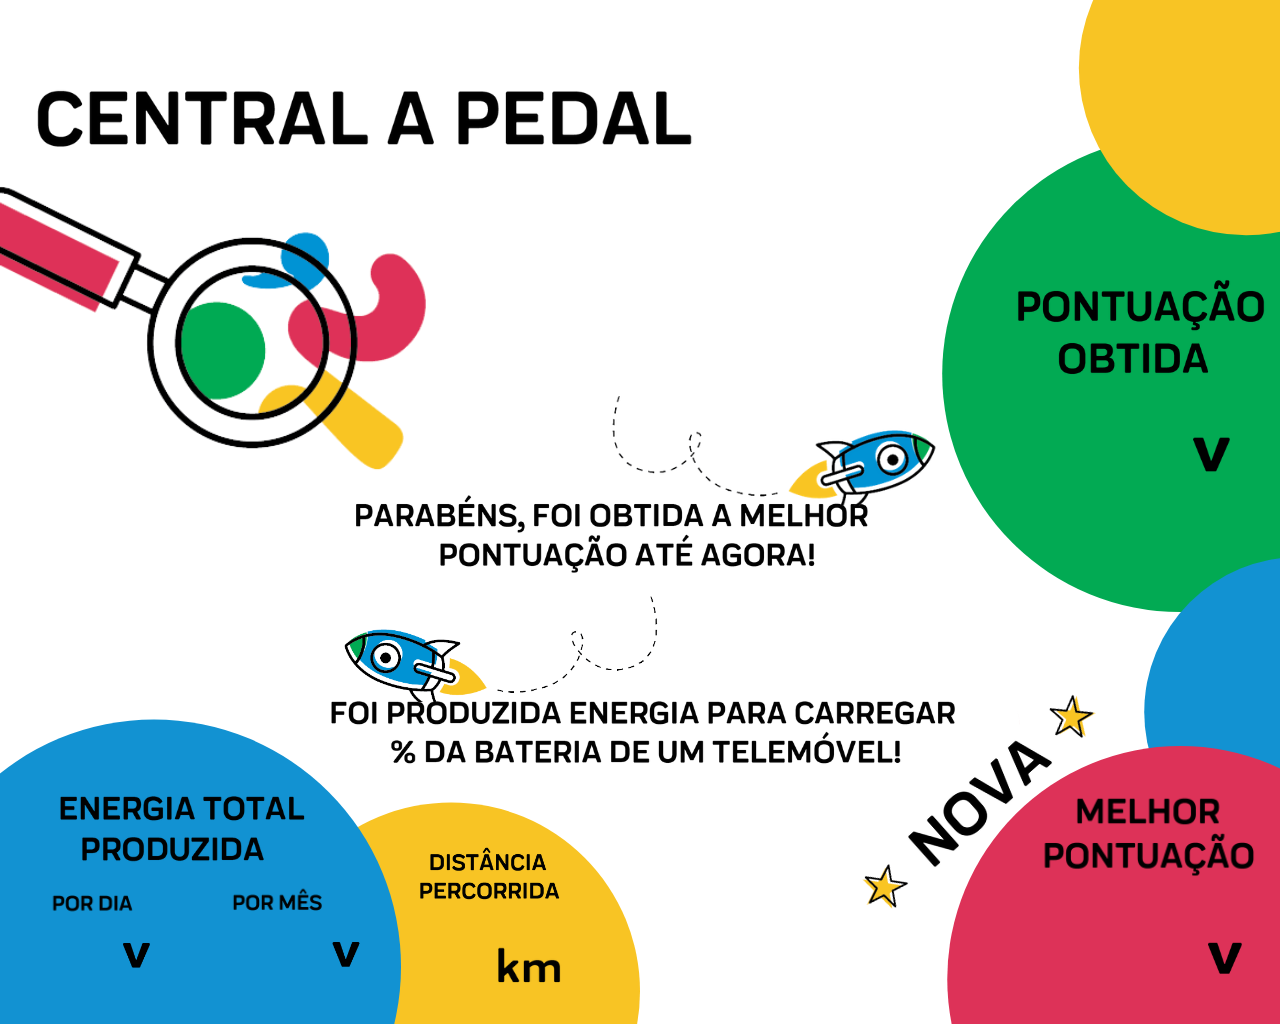 CENTRAL A PEDAL
PONTUAÇÃO
OBTIDA
V
PARABÉNS, FOI OBTIDA A MELHOR
PONTUAÇÃO ATÉ AGORA!
FOI PRODUZIDA ENERGIA PARA CARREGAR
% DA BATERIA DE UM TELEMÓVEL!
ENERGIA TOTAL
PRODUZIDA
POR DIA
POR MÊS
V
V
DISTÂNCIA
PERCORRIDA
km
NOVA
MELHOR
PONTUAÇÃO
V